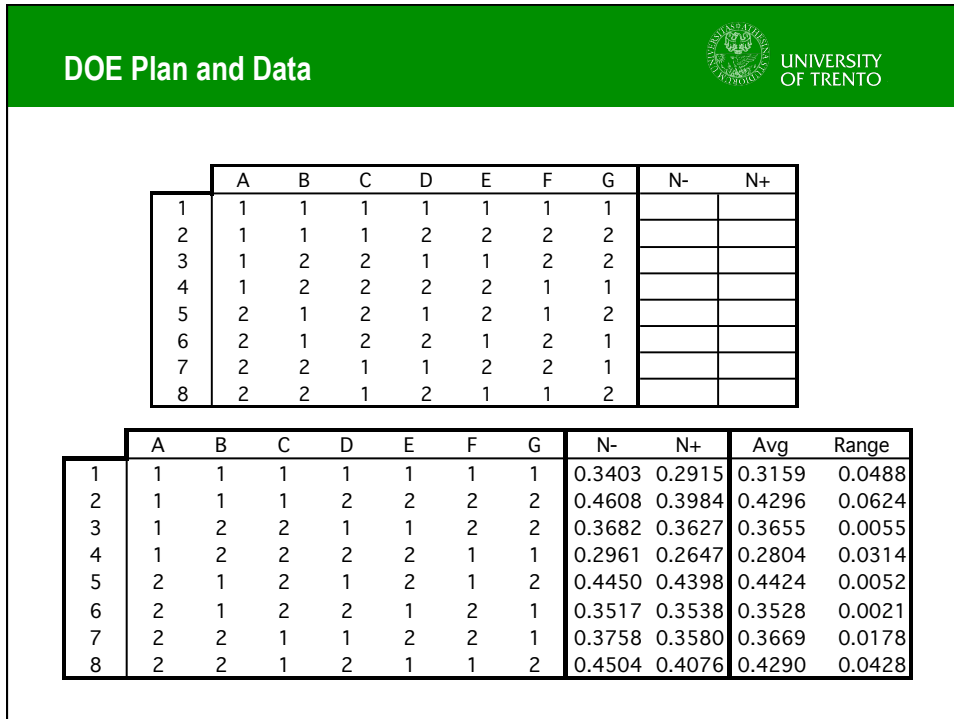 DOE Plan and Data
UNIVERSITY
OF TRENTO
A B C D E F G N- N+
1 1 1 1 1 1 1 1
2 1 1 1 2 2 2 2
3 1 2 2 1 1 2 2
4 1 2 2 2 2 1 1
5 2 1 2 1 2 1 2
6 2 1 2 2 1 2 1
7 2 2 1 1 2 2 1
8 2 2 1 2 1 1 2
A B C D E F G N- N+ Avg Range
1 1 1 1 1 1 1 1 0.3403 0.2915 0.3159 0.0488
2 1 1 1 2 2 2 2 0.4608 0.3984 0.4296 0.0624
3 1 2 2 1 1 2 2 0.3682 0.3627 0.3655 0.0055
4 1 2 2 2 2 1 1 0.2961 0.2647 0.2804 0.0314
5 2 1 2 1 2 1 2 0.4450 0.4398 0.4424 0.0052
6 2 1 2 2 1 2 1 0.3517 0.3538 0.3528 0.0021
7 2 2 1 1 2 2 1 0.3758 0.3580 0.3669 0.0178
8 2 2 1 2 1 1 2 0.4504 0.4076 0.4290 0.0428